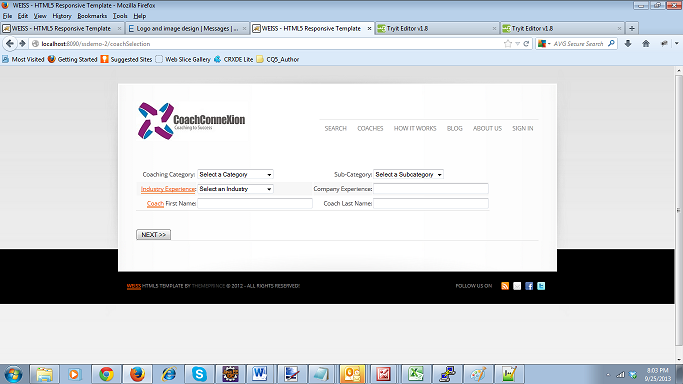 WEISS - HTML5 Responsive Template - Mozilla Firefox
File Edit View History Bookmarks Tools Help
WEISS - HTML5 Responsive Template
Logo and image design | Messages | ...
WEISS - HTML5 Responsive Template
Tryit Editor v1.8
Tryit Editor v1.8
localhost:8090/ssdemo-2/coachSelection
AVG Secure Search
Most Visited Getting Started Suggested Sites Web Slice Gallery CRXDE Lite CQ5_Author
CoachConneXion
Coaching to Success
SEARCH COACHES HOW IT WORKS BLOG ABOUT US SIGN IN
Coaching Category: Select a Category Sub-Category: Select a Subcategory
Industry Experience: Select an Industry Company Experience:
Coach First Name: Coach Last Name:
NEXT >>
WEISS HTML5 TEMPLATE BY THEMEPRINCE © 2012 - ALL RIGHTS RESERVED! FOLLOW US ON
8:03 PM
9/25/2013